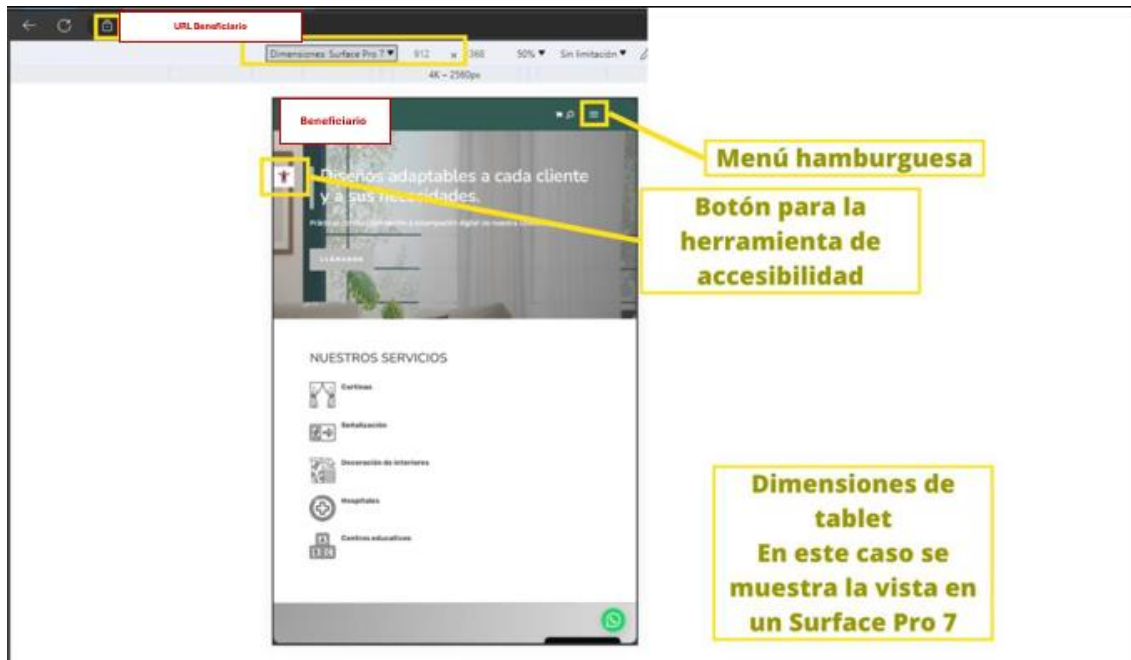 URL Beneficiario
Dimensiones: Surface Pro 7 ▼ 912 x 368 50% ▼ Sin limitación ▼
4K – 2560px
Beneficiario
Menú hamburguesa
Diseños adaptables a cada cliente
y a sus necesidades.
Botón para la
herramienta de
accesibilidad
LLÁMANOS
NUESTROS SERVICIOS
Cortinas
Señalización
Decoración de interiores
Hospitales
Centros educativos
Dimensiones de
tablet
En este caso se
muestra la vista en
un Surface Pro 7